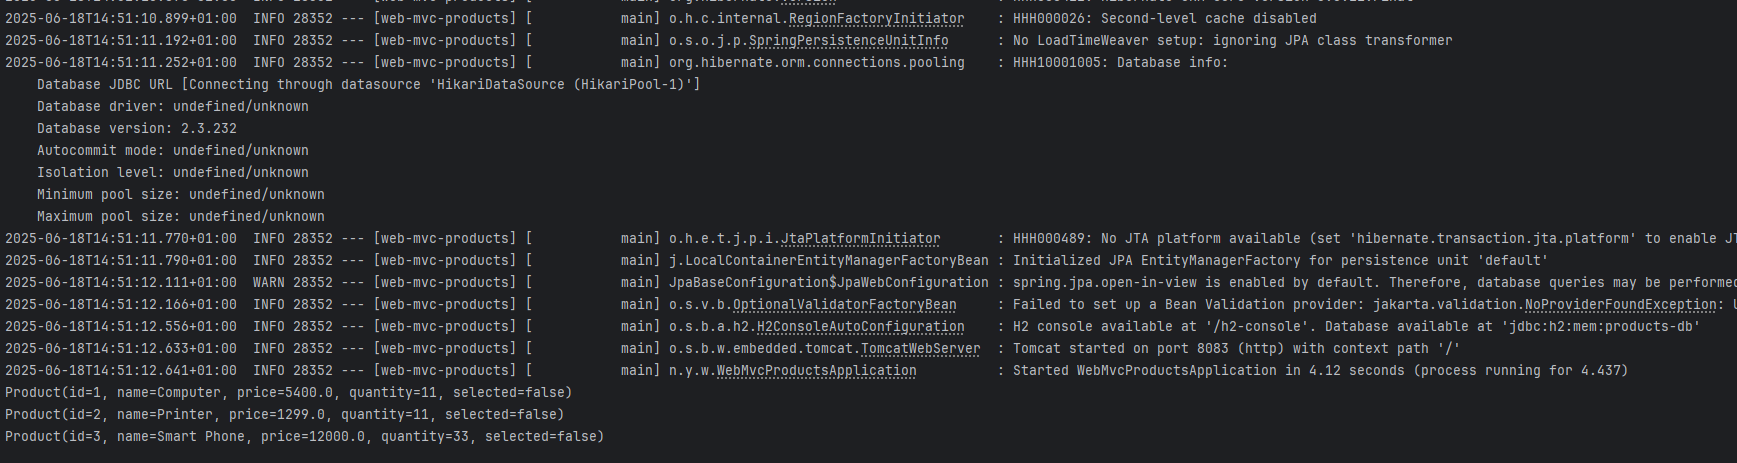 2025-06-18T14:51:10.899+01:00  INFO 28352 --- [web-mvc-products] [           main] o.h.c.internal.RegionFactoryInitiator    : HHH000026: Second-level cache disabled
2025-06-18T14:51:11.192+01:00  INFO 28352 --- [web-mvc-products] [           main] o.s.o.j.p.SpringPersistenceUnitInfo      : No LoadTimeWeaver setup: ignoring JPA class transformer
2025-06-18T14:51:11.252+01:00  INFO 28352 --- [web-mvc-products] [           main] org.hibernate.orm.connections.pooling    : HHH10001005: Database info:
    Database JDBC URL [Connecting through datasource 'HikariDataSource (HikariPool-1)']
    Database driver: undefined/unknown
    Database version: 2.3.232
    Autocommit mode: undefined/unknown
    Isolation level: undefined/unknown
    Minimum pool size: undefined/unknown
    Maximum pool size: undefined/unknown
2025-06-18T14:51:11.770+01:00  INFO 28352 --- [web-mvc-products] [           main] o.h.e.t.j.p.i.JtaPlatformInitiator       : HHH000489: No JTA platform available (set 'hibernate.transaction.jta.platform' to enable
2025-06-18T14:51:11.790+01:00  INFO 28352 --- [web-mvc-products] [           main] j.LocalContainerEntityManagerFactoryBean : Initialized JPA EntityManagerFactory for persistence unit 'default'
2025-06-18T14:51:12.111+01:00  WARN 28352 --- [web-mvc-products] [           main] JpaBaseConfiguration$JpaWebConfiguration : spring.jpa.open-in-view is enabled by default. Therefore, database queries may be performed
2025-06-18T14:51:12.166+01:00  INFO 28352 --- [web-mvc-products] [           main] o.s.v.b.OptionalValidatorFactoryBean     : Failed to set up a Bean Validation provider: jakarta.validation.NoProviderFoundException:
2025-06-18T14:51:12.556+01:00  INFO 28352 --- [web-mvc-products] [           main] o.s.b.a.h2.H2ConsoleAutoConfiguration    : H2 console available at '/h2-console'. Database available at 'jdbc:h2:mem:products-db'
2025-06-18T14:51:12.633+01:00  INFO 28352 --- [web-mvc-products] [           main] o.s.b.w.embedded.tomcat.TomcatWebServer  : Tomcat started on port 8083 (http) with context path '/'
2025-06-18T14:51:12.641+01:00  INFO 28352 --- [web-mvc-products] [           main] n.y.w.WebMvcProductsApplication          : Started WebMvcProductsApplication in 4.12 seconds (process running for 4.437)
Product(id=1, name=Computer, price=5400.0, quantity=11, selected=false)
Product(id=2, name=Printer, price=1299.0, quantity=11, selected=false)
Product(id=3, name=Smart Phone, price=12000.0, quantity=33, selected=false)